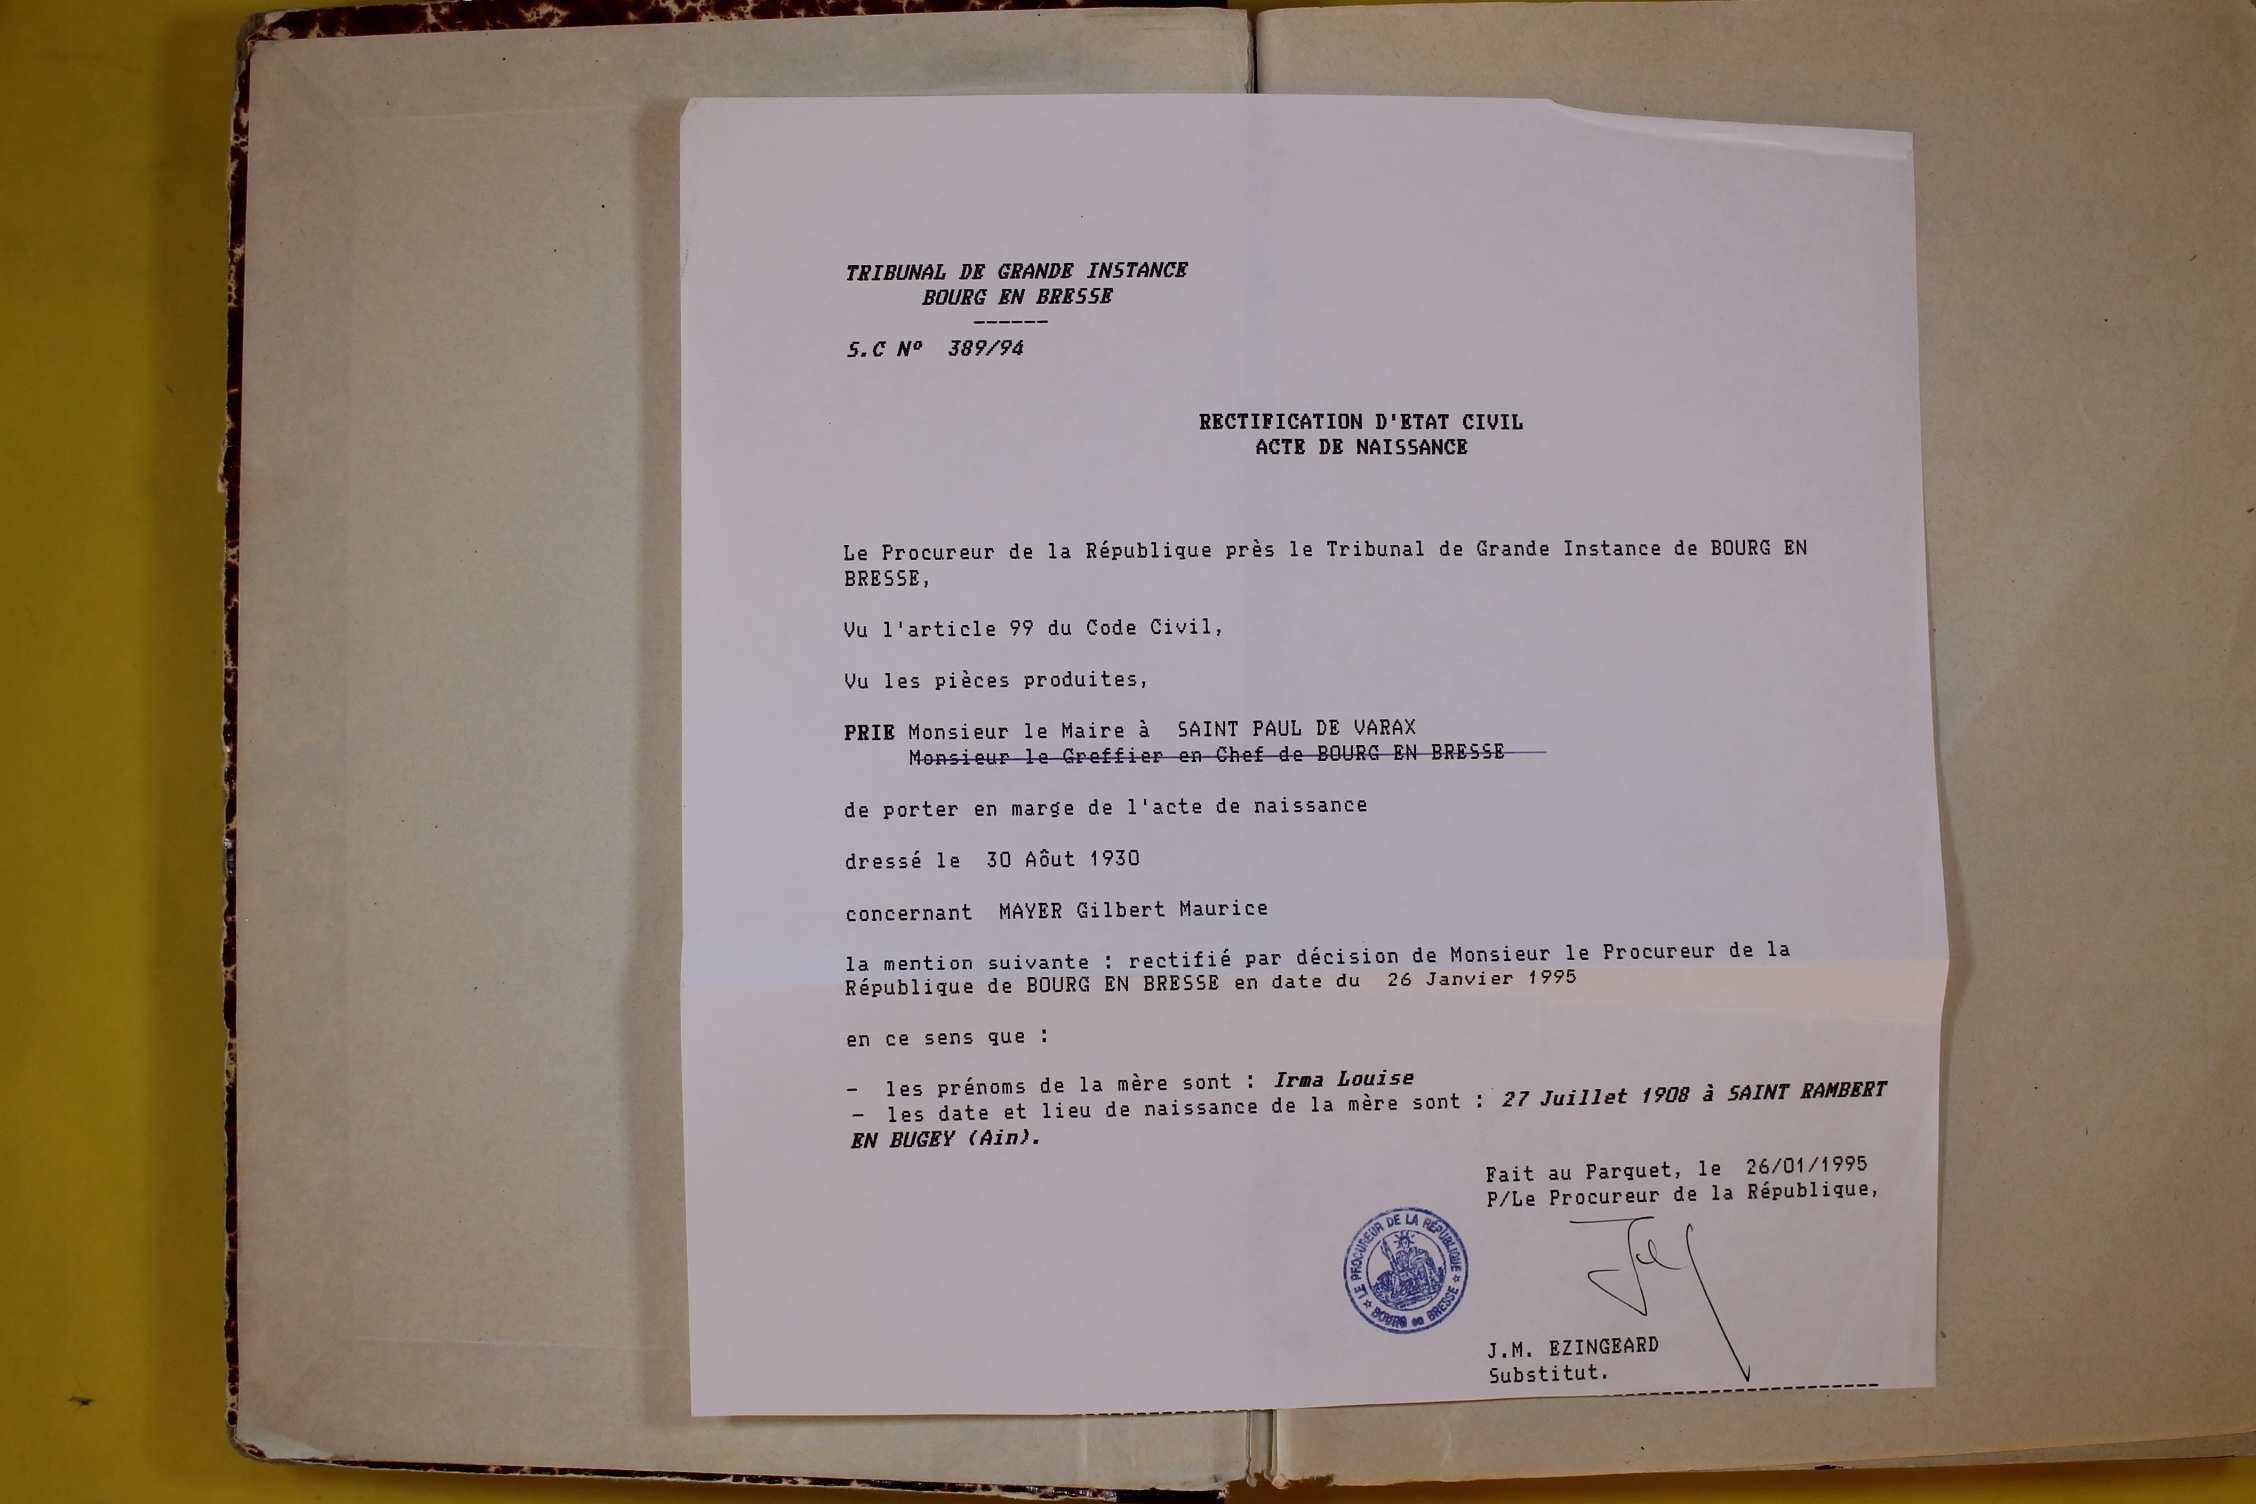 TRIBUNAL DE GRANDE INSTANCE
BOURG EN BRESSE
------
S.C Nº 389/94
RECTIFICATION D'ETAT CIVIL
ACTE DE NAISSANCE
Le Procureur de la République près le Tribunal de Grande Instance de BOURG EN
BRESSE,
Vu l'article 99 du Code Civil,
Vu les pièces produites,
PRIE Monsieur le Maire à SAINT PAUL DE VARAX
Monsieur le Greffier en Chef de BOURG EN BRESSE
de porter en marge de l'acte de naissance
dressé le 30 Aôut 1930
concernant MAYER Gilbert Maurice
la mention suivante : rectifié par décision de Monsieur le Procureur de la
République de BOURG EN BRESSE en date du 26 Janvier 1995
en ce sens que :
- les prénoms de la mère sont : Irma Louise
- les date et lieu de naissance de la mère sont : 27 Juillet 1908 à SAINT RAMBERT
EN BUGEY (Ain).
Fait au Parquet, le 26/01/1995
P/Le Procureur de la République,
LE PROCUREUR DE LA RÉPUBLIQUE
BOURG en BRESSE
J.M. EZINGEARD
Substitut.